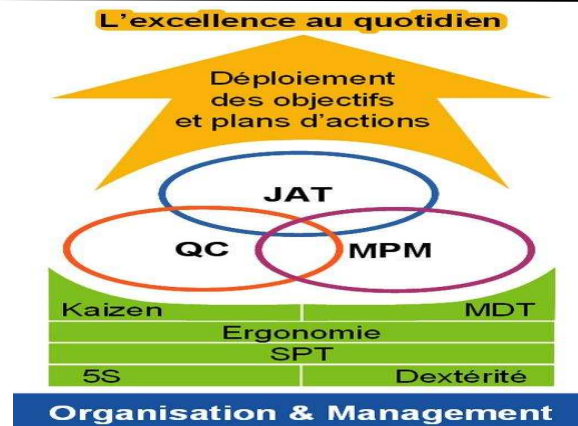 L'excellence au quotidien
Déploiement
des objectifs
et plans d'actions
JAT
QC MPM
Kaizen MDT
Ergonomie
SPT
5S Dextérité
Organisation & Management